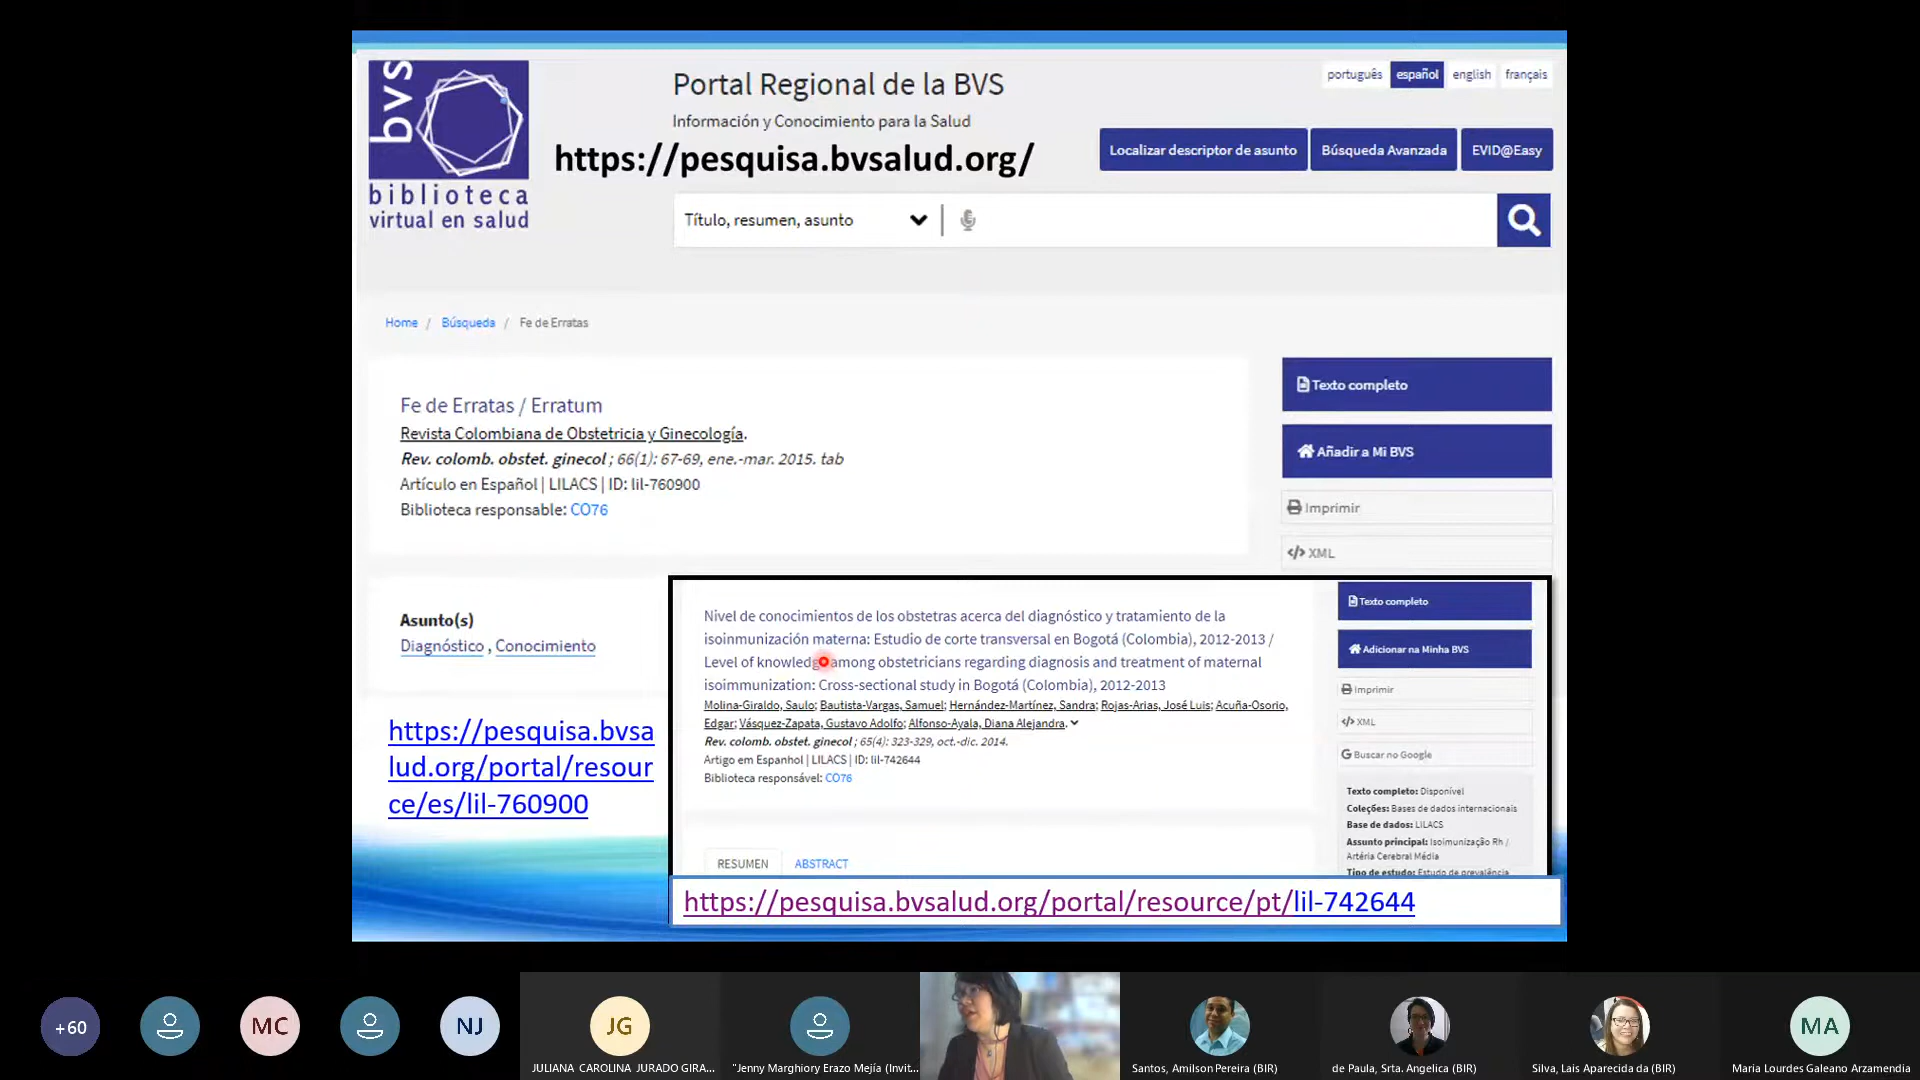 bvs
biblioteca
virtual en salud
Portal Regional de la BVS
Información y Conocimiento para la Salud
https://pesquisa.bvsalud.org/
português español english français
Localizar descriptor de asunto Búsqueda Avanzada EVID@Easy
Título, resumen, asunto
Home / Búsqueda / Fe de Erratas
Fe de Erratas / Erratum
Revista Colombiana de Obstetricia y Ginecología.
Rev. colomb. obstet. ginecol ; 66(1): 67-69, ene.-mar. 2015. tab
Artículo en Español | LILACS | ID: lil-760900
Biblioteca responsable: CO76
Texto completo
Añadir a Mi BVS
Imprimir
</> XML
Asunto(s)
Diagnóstico , Conocimiento
https://pesquisa.bvsa
lud.org/portal/resour
ce/es/lil-760900
Nivel de conocimientos de los obstetras acerca del diagnóstico y tratamiento de la
isoinmunización materna: Estudio de corte transversal en Bogotá (Colombia), 2012-2013 /
Level of knowledge among obstetricians regarding diagnosis and treatment of maternal
isoimmunization: Cross-sectional study in Bogotá (Colombia), 2012-2013
Molina-Giraldo, Saulo; Bautista-Vargas, Samuel; Hernández-Martínez, Sandra; Rojas-Arias, José Luis; Acuña-Osorio,
Edgar; Vásquez-Zapata, Gustavo Adolfo; Alfonso-Ayala, Diana Alejandra.
Rev. colomb. obstet. ginecol ; 65(4): 323-329, oct.-dic. 2014.
Artigo em Espanhol | LILACS | ID: lil-742644
Biblioteca responsável: CO76
RESUMEN ABSTRACT
Texto completo
Adicionar na Minha BVS
Imprimir
</> XML
G Buscar no Google
Texto completo: Disponível
Coleções: Bases de dados internacionais
Base de dados: LILACS
Assunto principal: Isoimunização Rh /
Artéria Cerebral Média
Tipo de estudo: Estudo de prevalência
https://pesquisa.bvsalud.org/portal/resource/pt/lil-742644
+60
MC
NJ
JG
MA
JULIANA CAROLINA JURADO GIRA...
"Jenny Marghiory Erazo Mejía (Invit...
Santos, Amilson Pereira (BIR)
de Paula, Srta. Angelica (BIR)
Silva, Lais Aparecida da (BIR)
Maria Lourdes Galeano Arzamendia